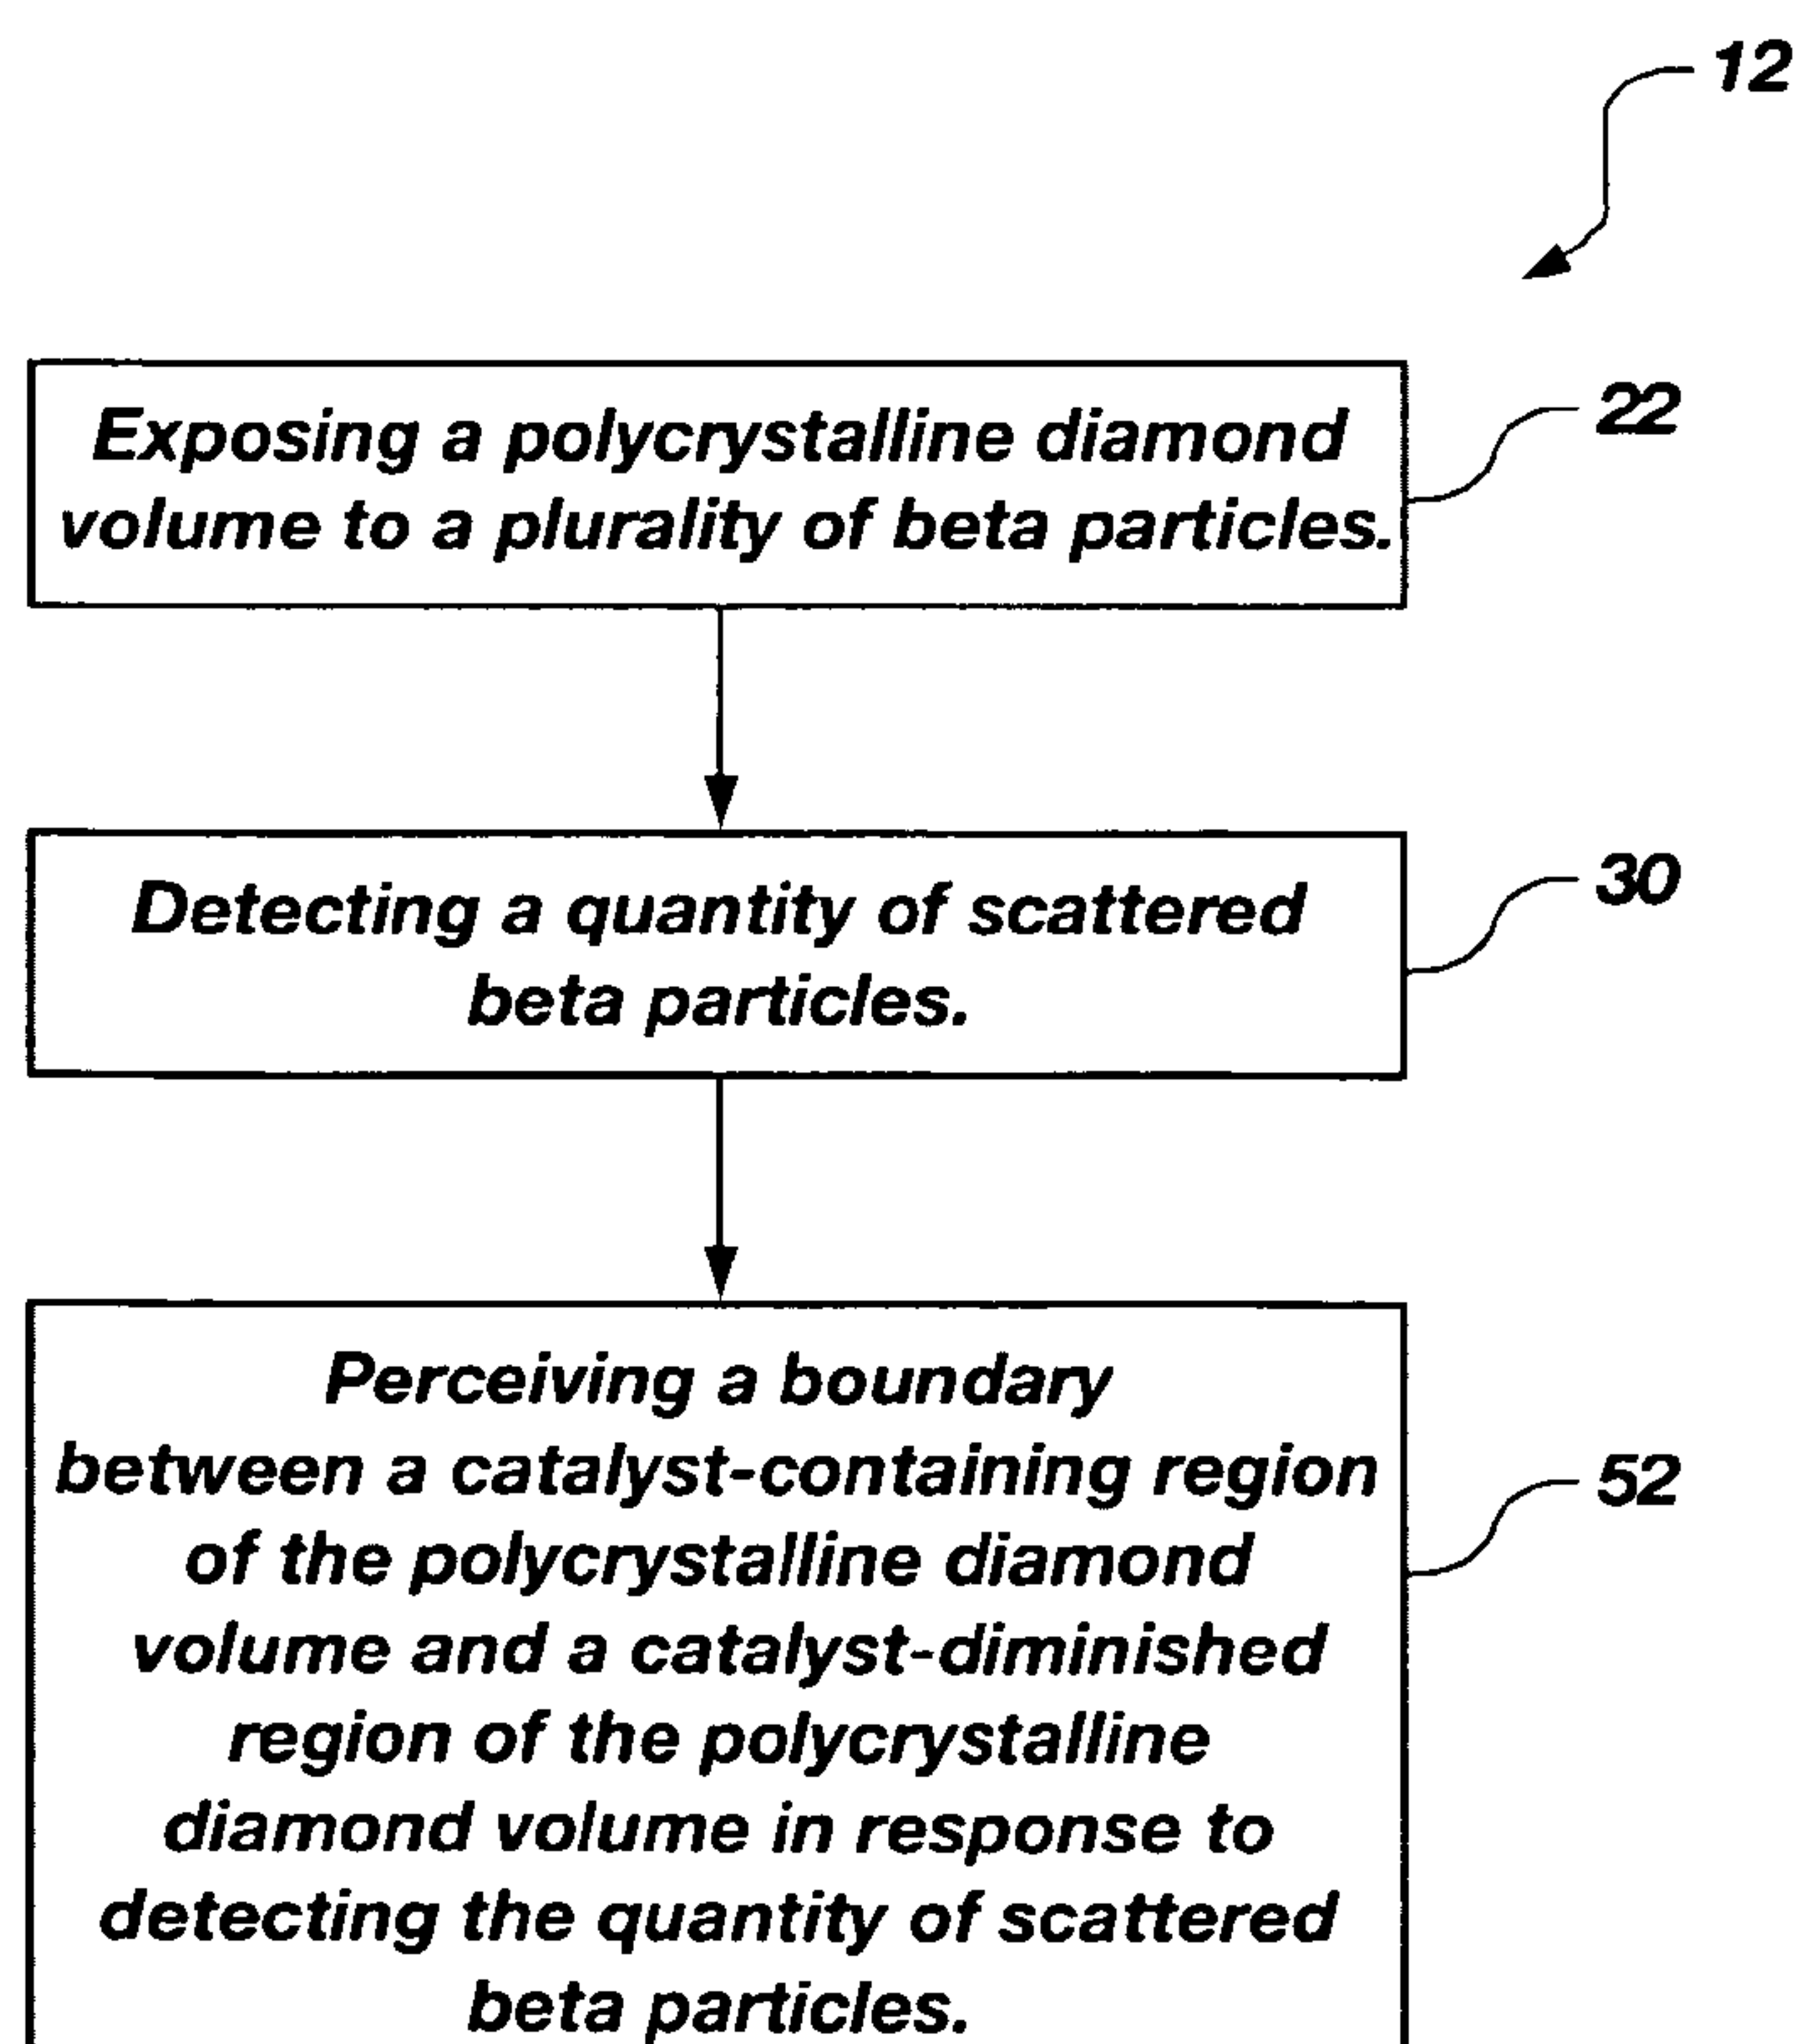 12
Exposing a polycrystalline diamond
volume to a plurality of beta particles.
22
Detecting a quantity of scattered
beta particles.
30
Perceiving a boundary
between a catalyst-containing region
of the polycrystalline diamond
volume and a catalyst-diminished
region of the polycrystalline
diamond volume in response to
detecting the quantity of scattered
beta particles.
52